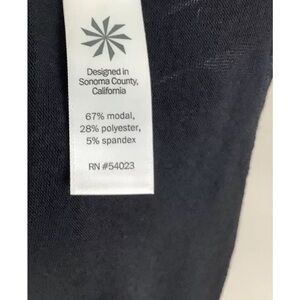 Designed in
Sonoma County,
California
67% modal,
28% polyester,
5% spandex
RN #54023